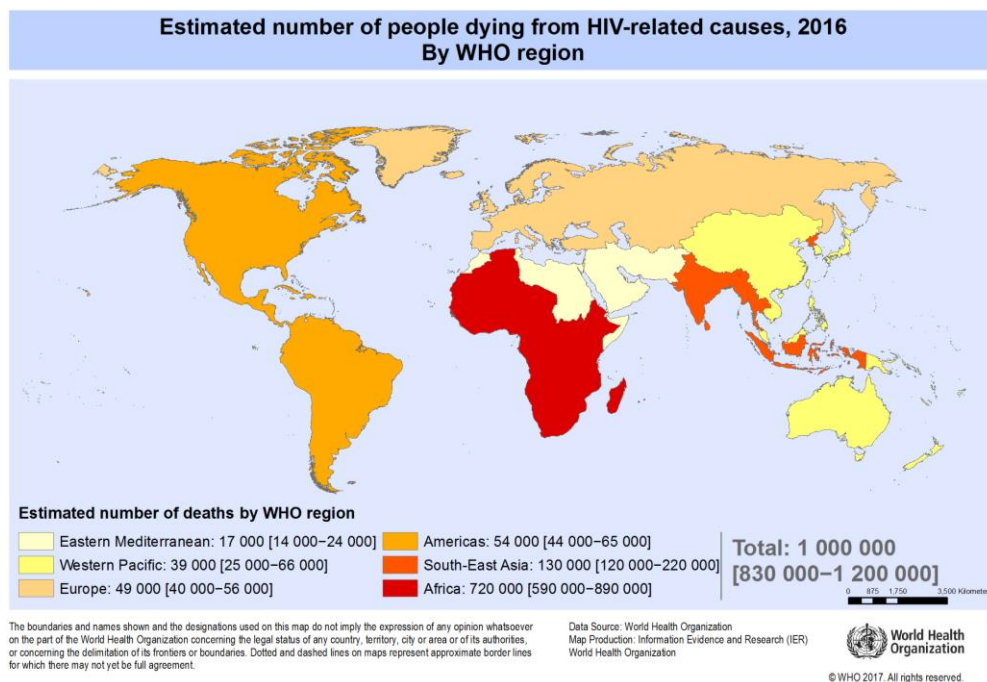 Estimated number of people dying from HIV-related causes, 2016
By WHO region
Estimated number of deaths by WHO region
Eastern Mediterranean: 17 000 [14 000–24 000]
Western Pacific: 39 000 [25 000–66 000]
Europe: 49 000 [40 000–56 000]
Americas: 54 000 [44 000–65 000]
South-East Asia: 130 000 [120 000–220 000]
Africa: 720 000 [590 000–890 000]
Total: 1 000 000
[830 000–1 200 000]
0 875 1,750 3,500 Kilomete
The boundaries and names shown and the designations used on this map do not imply the expression of any opinion whatsoever
on the part of the World Health Organization concerning the legal status of any country, territory, city or area or of its authorities,
or concerning the delimitation of its frontiers or boundaries. Dotted and dashed lines on maps represent approximate border lines
for which there may not yet be full agreement.
Data Source: World Health Organization
Map Production: Information Evidence and Research (IER)
World Health Organization
World Health
Organization
© WHO 2017. All rights reserved.